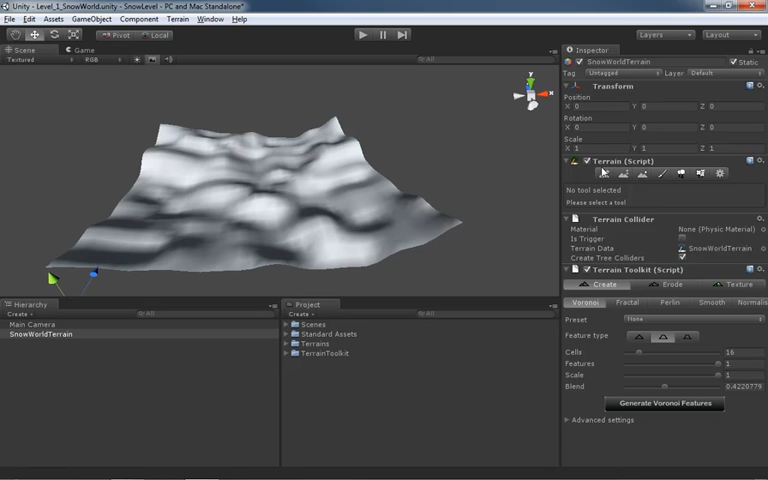 Unity - Level_1_SnowWorld.unity - SnowLevel - PC and Mac Standalone*
File Edit Assets GameObject Component Terrain Window Help
Pivot Local Layers Layout
Scene Game Inspector
Textured RGB All
SnowWorldTerrain Static
Tag Untagged Layer Default
Transform
Position
X 0 Y 0 Z 0
Rotation
X 0 Y 0 Z 0
Scale
X 1 Y 1 Z 1
Terrain (Script)
No tool selected
Please select a tool
Terrain Collider
Material None (Physic Material)
Is Trigger
Terrain Data SnowWorldTerrain
Create Tree Colliders
Terrain Toolkit (Script)
Create Erode Texture
Voronoi Fractal Perlin Smooth Normalis
Preset None
Feature type
Cells 16
Features 1
Scale 1
Blend 0.4220779
Generate Voronoi Features
Advanced settings
y
x
Hierarchy
Create All
Main Camera
SnowWorldTerrain
Project
Create All
Scenes
Standard Assets
Terrains
TerrainToolkit